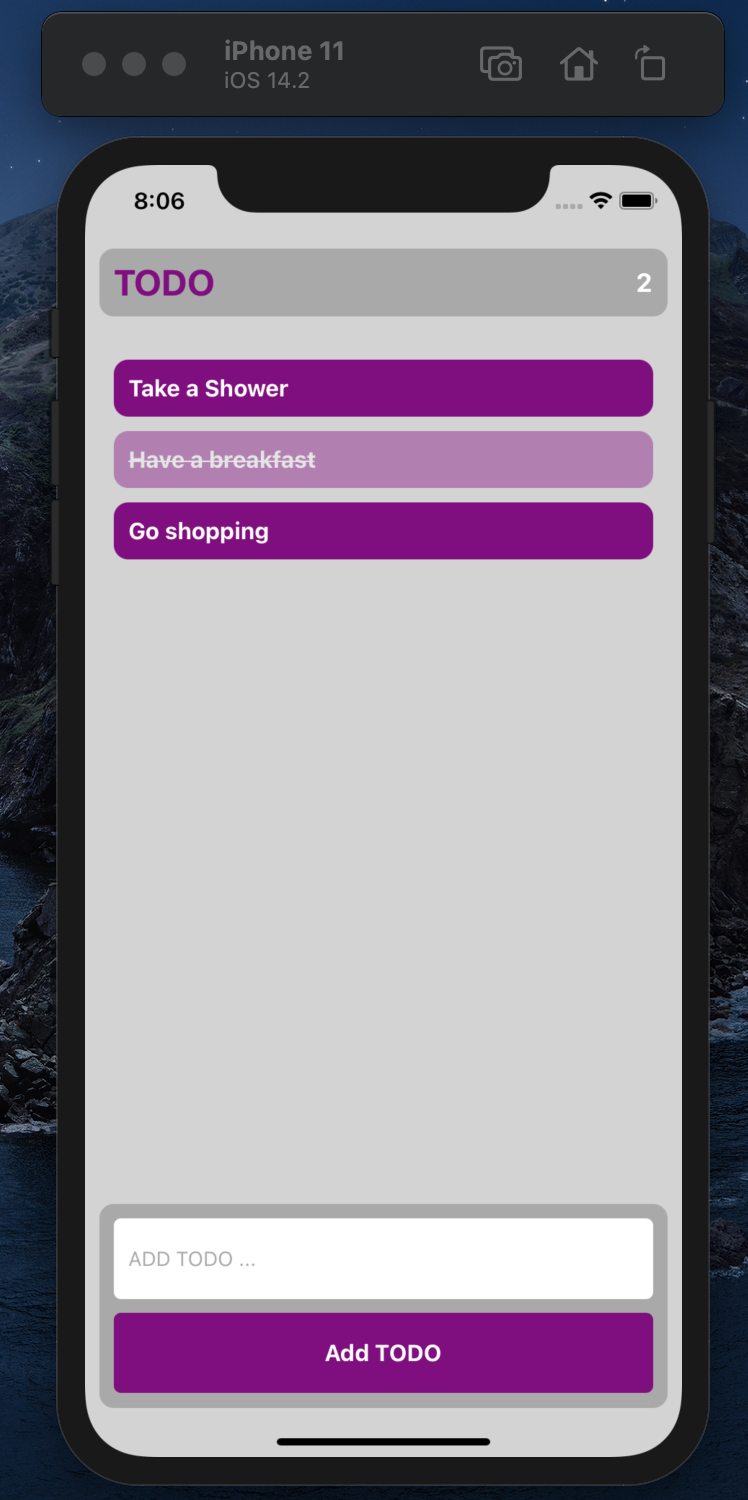 iPhone 11
iOS 14.2
8:06
TODO
2
Take a Shower
Have a breakfast
Go shopping
ADD TODO ...
Add TODO